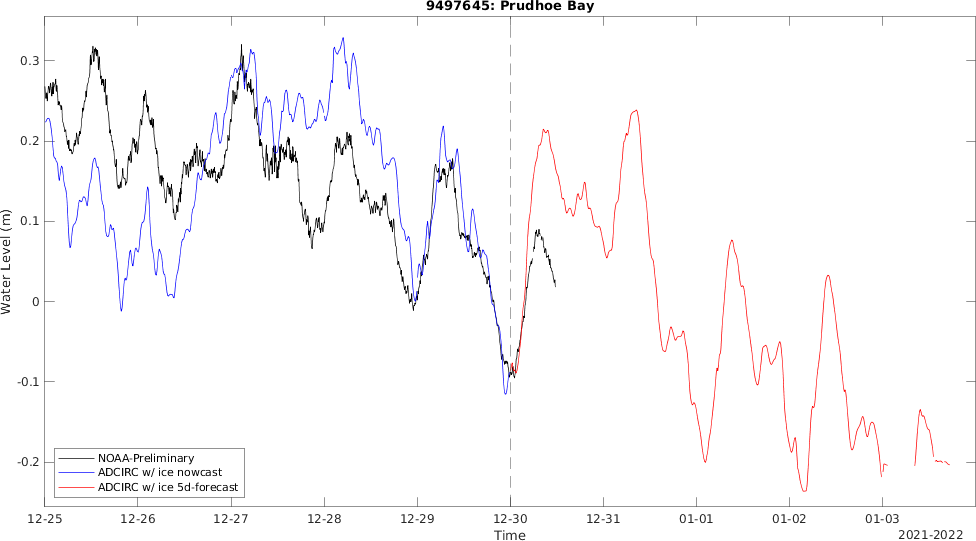 9497645: Prudhoe Bay
Water Level (m)
0.3
0.2
0.1
0
-0.1
-0.2
NOAA-Preliminary
ADCIRC w/ ice nowcast
ADCIRC w/ ice 5d-forecast
12-25 12-26 12-27 12-28 12-29 12-30 12-31 01-01 01-02 01-03
Time
2021-2022